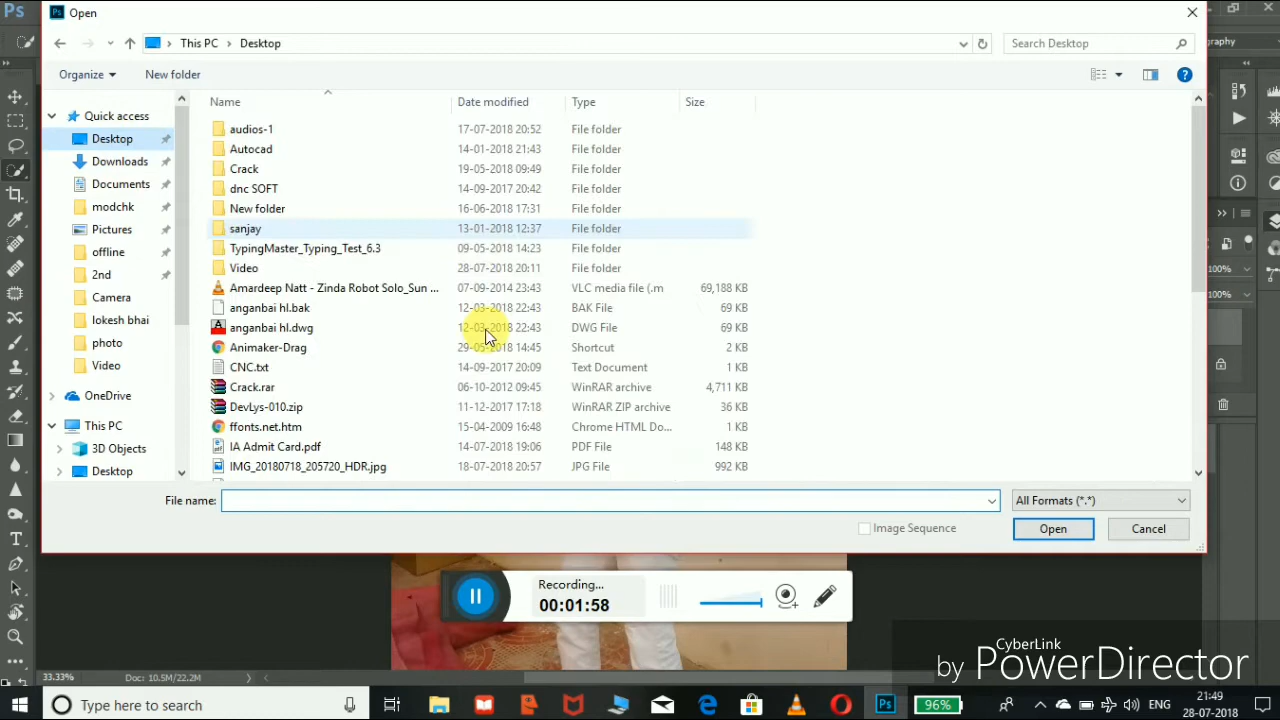 Ps
Ps Open
This PC Desktop
Search Desktop
graphy
Organize New folder
Name Date modified Type Size
Quick access
Desktop
Downloads
Documents
modchk
Pictures
offline
2nd
Camera
lokesh bhai
photo
Video
OneDrive
This PC
3D Objects
Desktop
audios-1 17-07-2018 20:52 File folder
Autocad 14-01-2018 21:43 File folder
Crack 19-05-2018 09:49 File folder
dnc SOFT 14-09-2017 20:42 File folder
New folder 16-06-2018 17:31 File folder
sanjay 13-01-2018 12:37 File folder
TypingMaster_Typing_Test_6.3 09-05-2018 14:23 File folder
Video 28-07-2018 20:11 File folder
Amardeep Natt - Zinda Robot Solo_Sun ... 07-09-2014 23:43 VLC media file (.m 69,188 KB
anganbai hl.bak 12-03-2018 22:43 BAK File 69 KB
anganbai hl.dwg 12-03-2018 22:43 DWG File 69 KB
Animaker-Drag 29-05-2018 14:45 Shortcut 2 KB
CNC.txt 14-09-2017 20:09 Text Document 1 KB
Crack.rar 06-10-2012 09:45 WinRAR archive 4,711 KB
DevLys-010.zip 11-12-2017 17:18 WinRAR ZIP archive 36 KB
ffonts.net.htm 15-04-2009 16:48 Chrome HTML Do... 1 KB
IA Admit Card.pdf 14-07-2018 19:06 PDF File 148 KB
IMG_20180718_205720_HDR.jpg 18-07-2018 20:57 JPG File 992 KB
100%
100%
File name:
All Formats (*.*)
Image Sequence
Open Cancel
Recording...
00:01:58
CyberLink
by PowerDirector
33.33% Doc: 10.5M/22.2M
Type here to search
Ps
96%
ENG
21:49
28-07-2018